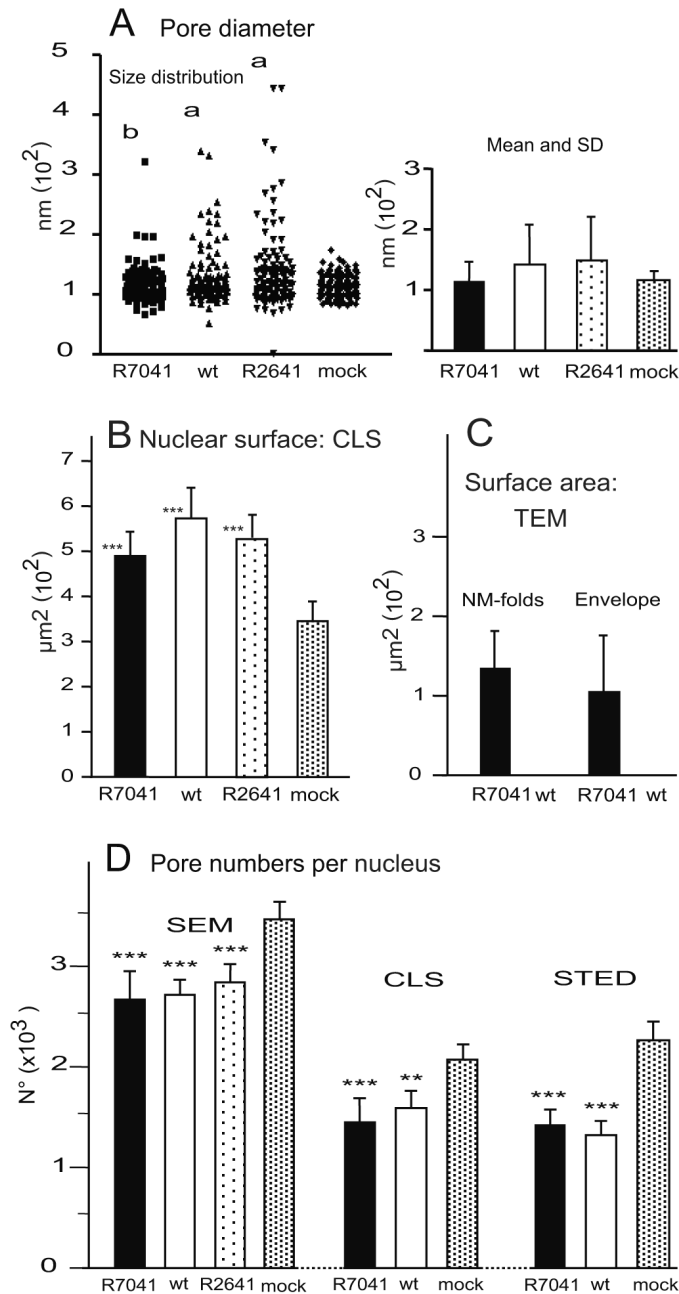 A Pore diameter
Size distribution
nm (10²)
5
4
3
2
1
0
b
a
a
R7041 wt R2641 mock
Mean and SD
nm (10²)
3
2
1
R7041 wt R2641 mock
B Nuclear surface: CLS
µm2 (10²)
7
6
5
4
3
2
1
0
*** *** ***
R7041 wt R2641 mock
C
Surface area:
TEM
µm2 (10²)
3
2
1
0
NM-folds Envelope
R7041 wt R7041 wt
D Pore numbers per nucleus
N° (x10³)
3
2
1
0
SEM
*** *** ***
CLS
*** **
STED
*** ***
R7041 wt R2641 mock R7041 wt mock R7041 wt mock